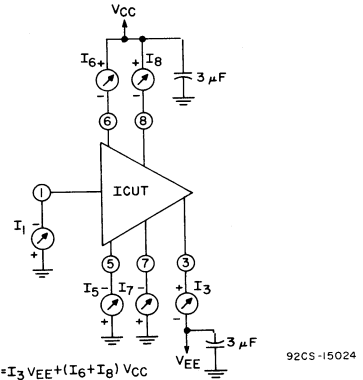 VCC
I6 + + I8
- -
3 μF
6 8
1
ICUT
I1 -
+
5 7 3
I5 - I7 - + I3
+ + -
3 μF
VEE
92CS-15024
=I3 VEE+(I6+I8) VCC